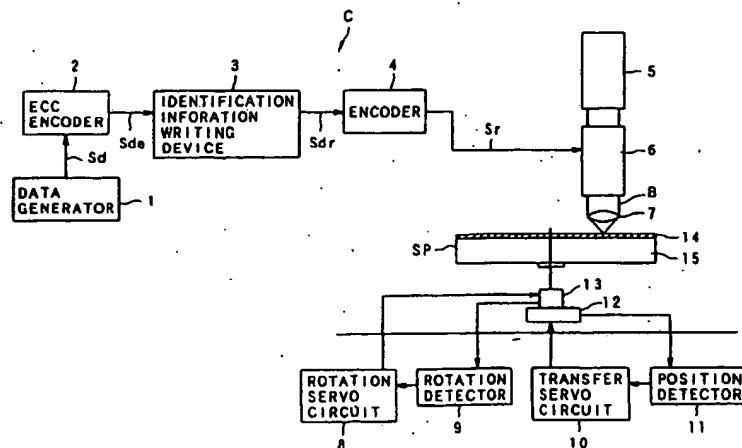 C
2
3
4
5
ECC
ENCODER
Sde
IDENTIFICATION
INFORATION
WRITING
DEVICE
Sdr
ENCODER
Sr
6
Sd
DATA
GENERATOR
1
B
7
SP
14
15
13
12
ROTATION
SERVO
CIRCUIT
ROTATION
DETECTOR
TRANSFER
SERVO
CIRCUIT
POSITION
DETECTOR
8
9
10
11